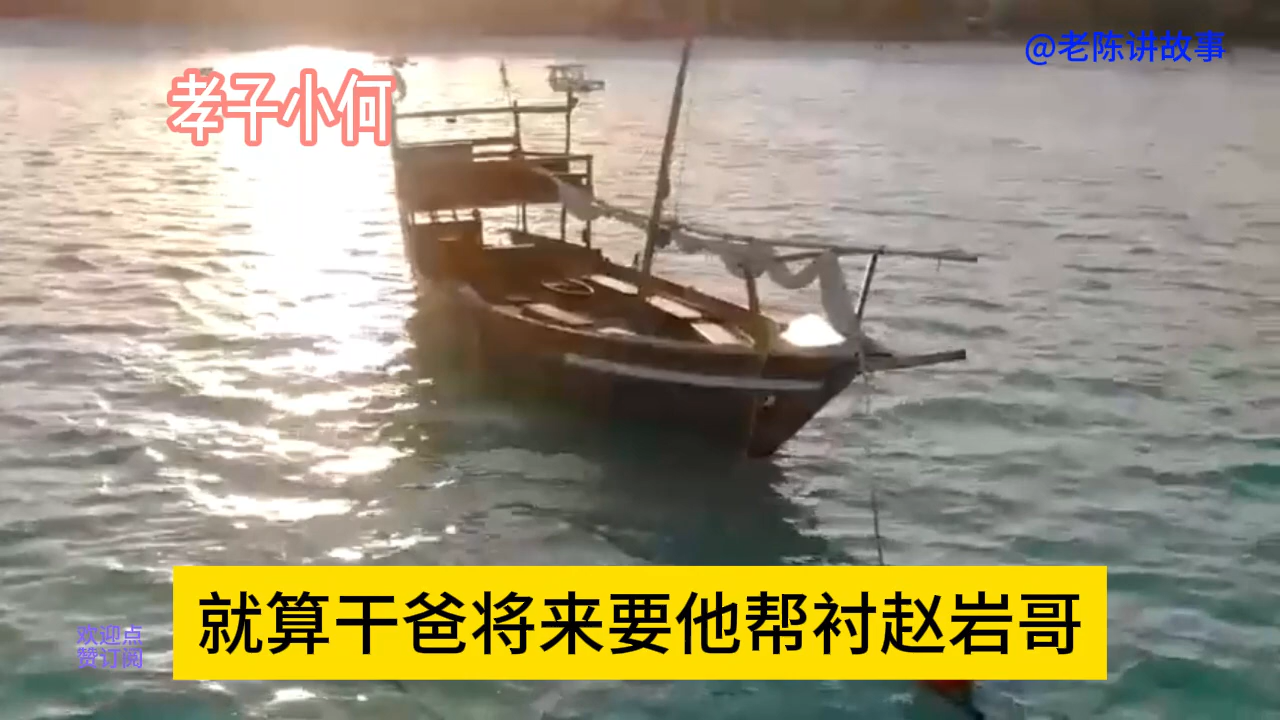 @老陈讲故事
孝子小何
就算干爸将来要他帮衬赵岩哥
欢迎点
赞订阅